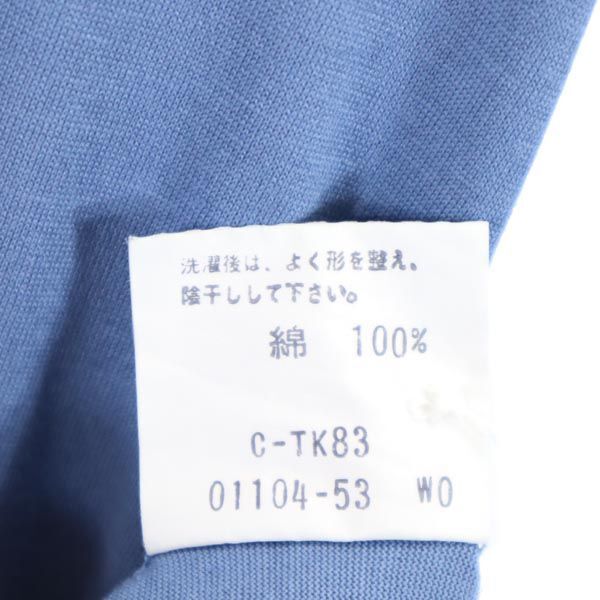 洗濯後は、よく形を整え。
陰干しして下さい。
綿 100%
C-TK83
01104-53 W0